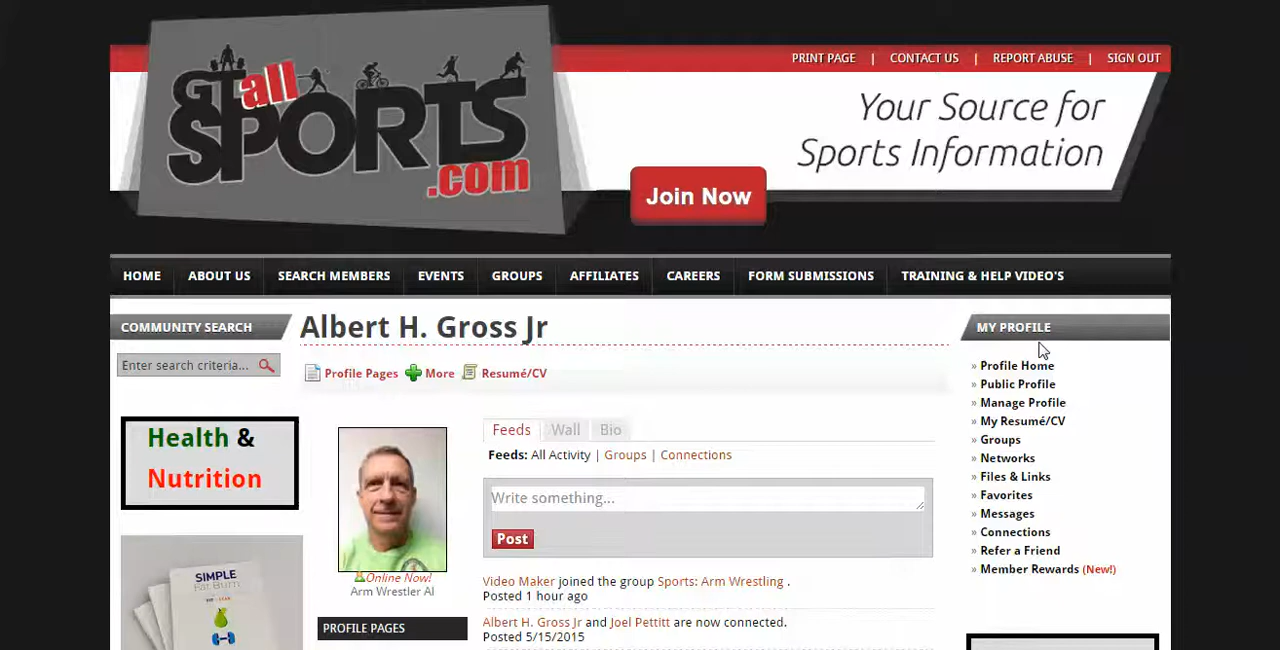 PRINT PAGE | CONTACT US | REPORT ABUSE | SIGN OUT
GTall
SPORTS
.com
Your Source for
Sports Information
Join Now
HOME ABOUT US SEARCH MEMBERS EVENTS GROUPS AFFILIATES CAREERS FORM SUBMISSIONS TRAINING & HELP VIDEO'S
COMMUNITY SEARCH
Enter search criteria...
Health &
Nutrition
SIMPLE
Fat Burn
Albert H. Gross Jr
Profile Pages More Resumé/CV
Online Now!
Arm Wrestler Al
PROFILE PAGES
Feeds Wall Bio
Feeds: All Activity | Groups | Connections
Write something...
Post
Video Maker joined the group Sports: Arm Wrestling .
Posted 1 hour ago
Albert H. Gross Jr and Joel Pettitt are now connected.
Posted 5/15/2015
MY PROFILE
» Profile Home
» Public Profile
» Manage Profile
» My Resumé/CV
» Groups
» Networks
» Files & Links
» Favorites
» Messages
» Connections
» Refer a Friend
» Member Rewards (New!)